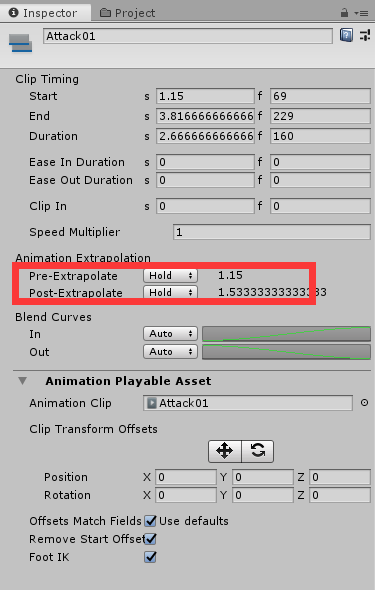 Inspector Project
Attack01
Clip Timing
Start s 1.15 f 69
End s 3.816666666666 f 229
Duration s 2.666666666666 f 160
Ease In Duration s 0 f 0
Ease Out Duration s 0 f 0
Clip In s 0 f 0
Speed Multiplier 1
Animation Extrapolation
Pre-Extrapolate Hold 1.15
Post-Extrapolate Hold 1.53333333333333
Blend Curves
In Auto
Out Auto
Animation Playable Asset
Animation Clip Attack01
Clip Transform Offsets
Position X 0 Y 0 Z 0
Rotation X 0 Y 0 Z 0
Offsets Match Fields Use defaults
Remove Start Offset
Foot IK